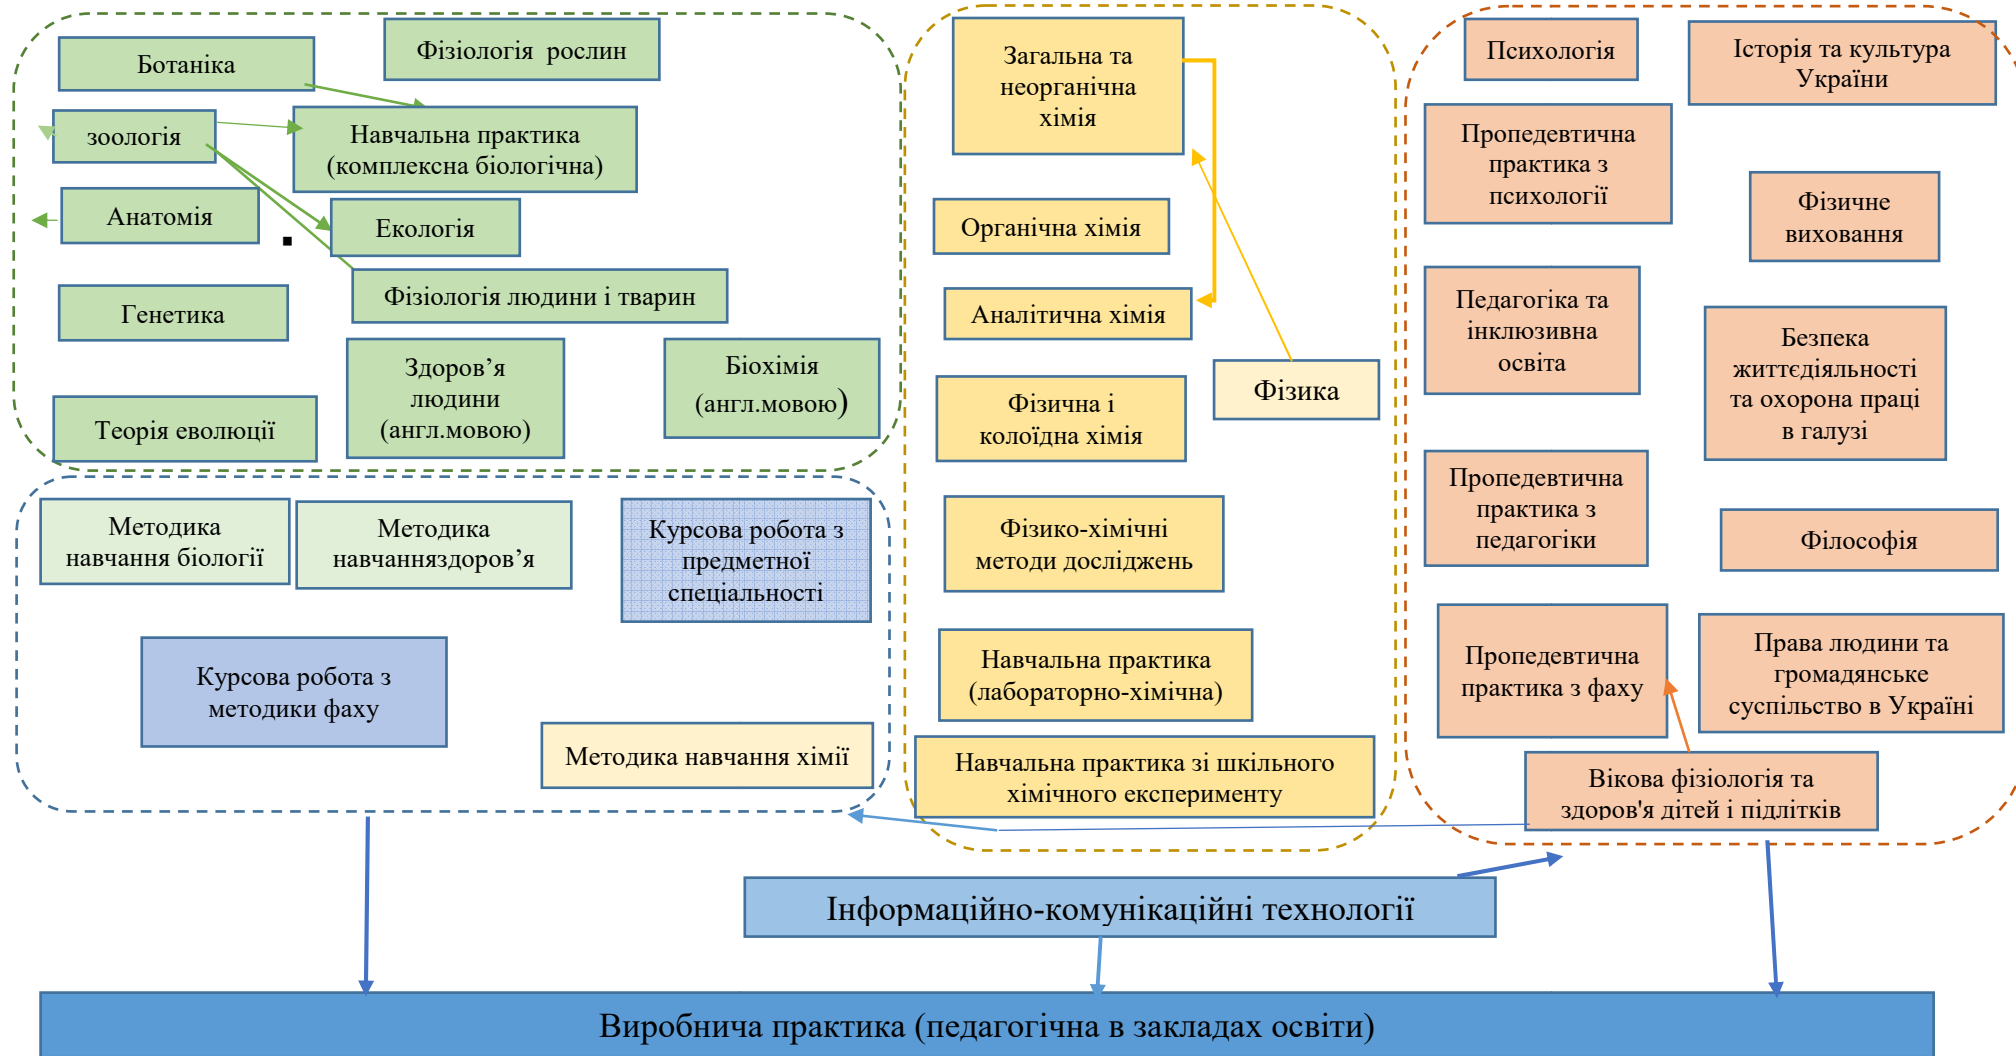 Ботаніка
Фізіологія  рослин
зоологія
Навчальна практика
(комплексна біологічна)
Анатомія
Екологія
Генетика
Фізіологія людини і тварин
Теорія еволюції
Здоров’я
людини
(англ.мовою)
Біохімія
(англ.мовою)
Методика
навчання біології
Методика
навчанняздоров’я
Курсова робота з
предметної
спеціальності
Курсова робота з
методики фаху
Методика навчання хімії
Загальна та
неорганічна
хімія
Органічна хімія
Аналітична хімія
Фізика
Фізична і
колоїдна хімія
Фізико-хімічні
методи досліджень
Навчальна практика
(лабораторно-хімічна)
Навчальна практика зі шкільного
хімічного експерименту
Психологія
Історія та культура
України
Пропедевтична
практика з
психології
Фізичне
виховання
Педагогіка та
інклюзивна
освіта
Безпека
життєдіяльності
та охорона праці
в галузі
Пропедевтична
практика з
педагогіки
Філософія
Пропедевтична
практика з фаху
Права людини та
громадянське
суспільство в Україні
Вікова фізіологія та
здоров'я дітей і підлітків
Інформаційно-комунікаційні технології
Виробнича практика (педагогічна в закладах освіти)